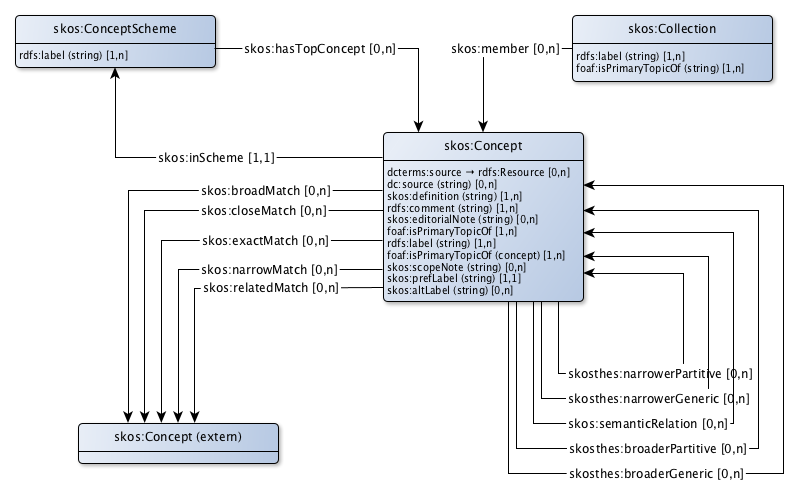 skos:ConceptScheme
rdfs:label (string) [1,n]
skos:hasTopConcept [0,n]
skos:member [0,n]
skos:Collection
rdfs:label (string) [1,n]
foaf:isPrimaryTopicOf (string) [1,n]
skos:inScheme [1,1]
skos:Concept
dcterms:source → rdfs:Resource [0,n]
dc:source (string) [0,n]
skos:definition (string) [1,n]
rdfs:comment (string) [1,n]
skos:editorialNote (string) [0,n]
foaf:isPrimaryTopicOf [1,n]
rdfs:label (string) [1,n]
foaf:isPrimaryTopicOf (concept) [1,n]
skos:scopeNote (string) [0,n]
skos:prefLabel (string) [1,1]
skos:altLabel (string) [0,n]
skos:broadMatch [0,n]
skos:closeMatch [0,n]
skos:exactMatch [0,n]
skos:narrowMatch [0,n]
skos:relatedMatch [0,n]
skosthes:narrowerPartitive [0,n]
skosthes:narrowerGeneric [0,n]
skos:semanticRelation [0,n]
skosthes:broaderPartitive [0,n]
skosthes:broaderGeneric [0,n]
skos:Concept (extern)